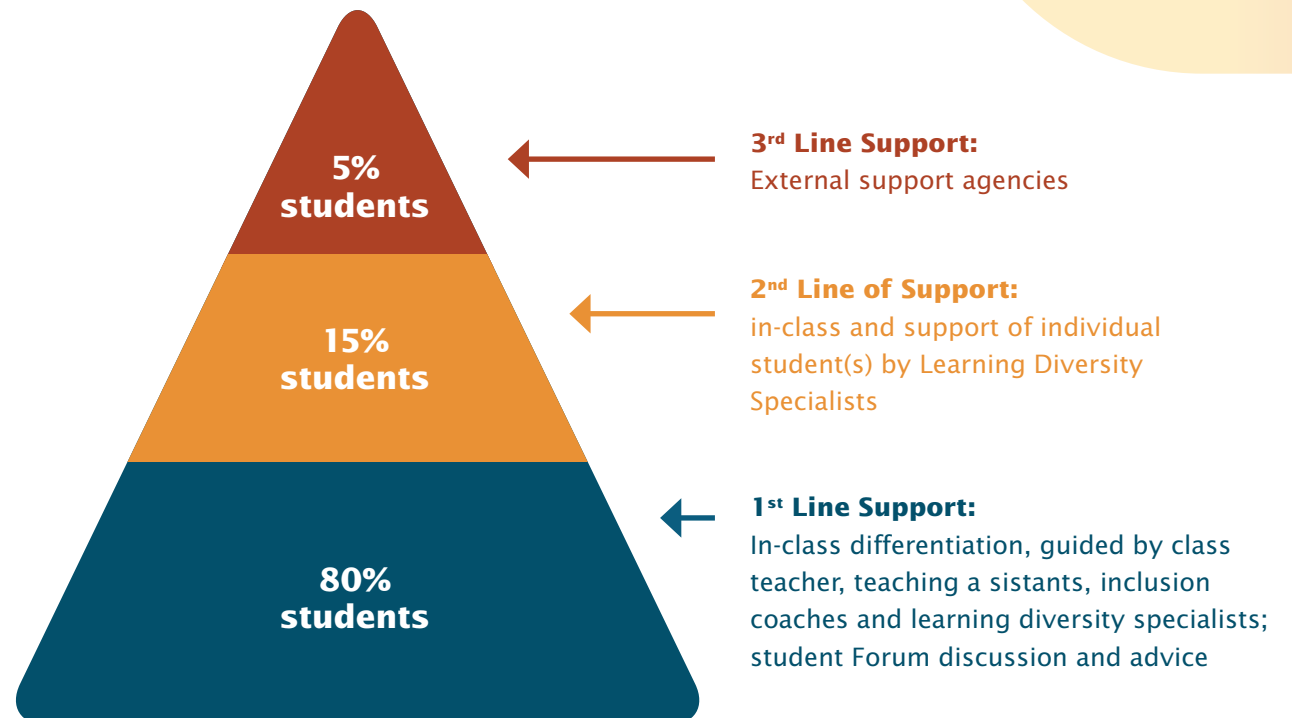 5%
students
3rd Line Support:
External support agencies
15%
students
2nd Line of Support:
in-class and support of individual
student(s) by Learning Diversity
Specialists
80%
students
1st Line Support:
In-class differentiation, guided by class
teacher, teaching a sistants, inclusion
coaches and learning diversity specialists;
student Forum discussion and advice